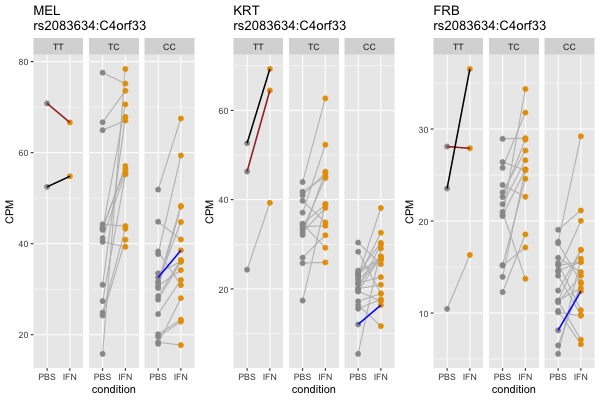 MEL
rs2083634:C4orf33
TT TC CC
CPM
80
60
40
20
PBS IFN PBS IFN PBS IFN
condition
KRT
rs2083634:C4orf33
TT TC CC
CPM
60
40
20
PBS IFN PBS IFN PBS IFN
condition
FRB
rs2083634:C4orf33
TT TC CC
CPM
30
20
10
PBS IFN PBS IFN PBS IFN
condition